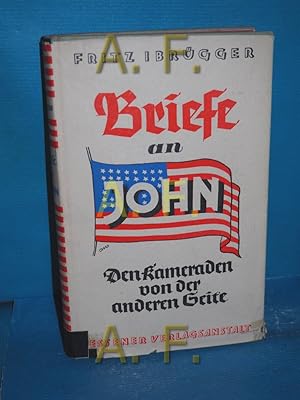 FRITZ IBRÜGGER
Briefe
an
JOHN
Den Kameraden
von der
anderen Seite
ESSENER VERLAGSANSTALT
A. F.
A. F.
A. F.
A. F.